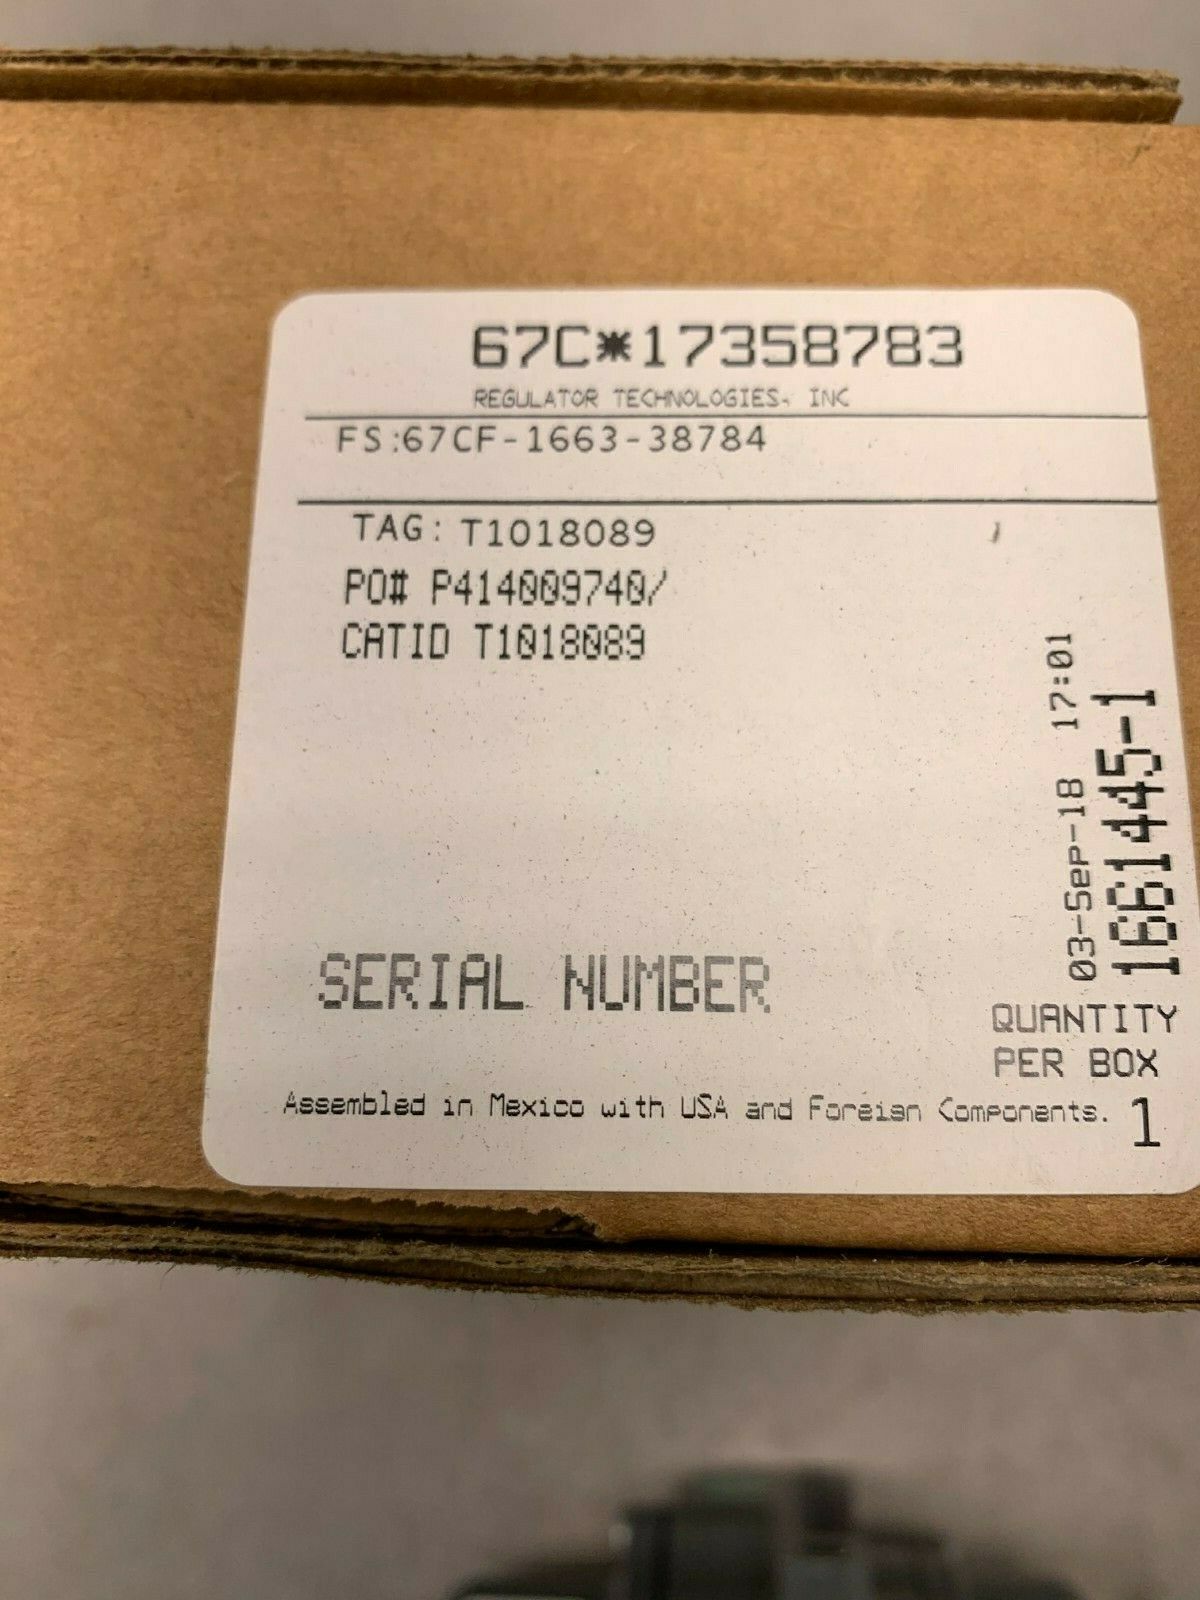 67C*17358783
REGULATOR TECHNOLOGIES, INC
FS:67CF-1663-38784
TAG: T1018089
PO# P414009740/
CATID T1018089
03-Sep-18 17:01
1661445-1
SERIAL NUMBER
QUANTITY
PER BOX
1
Assembled in Mexico with USA and Foreign Components.